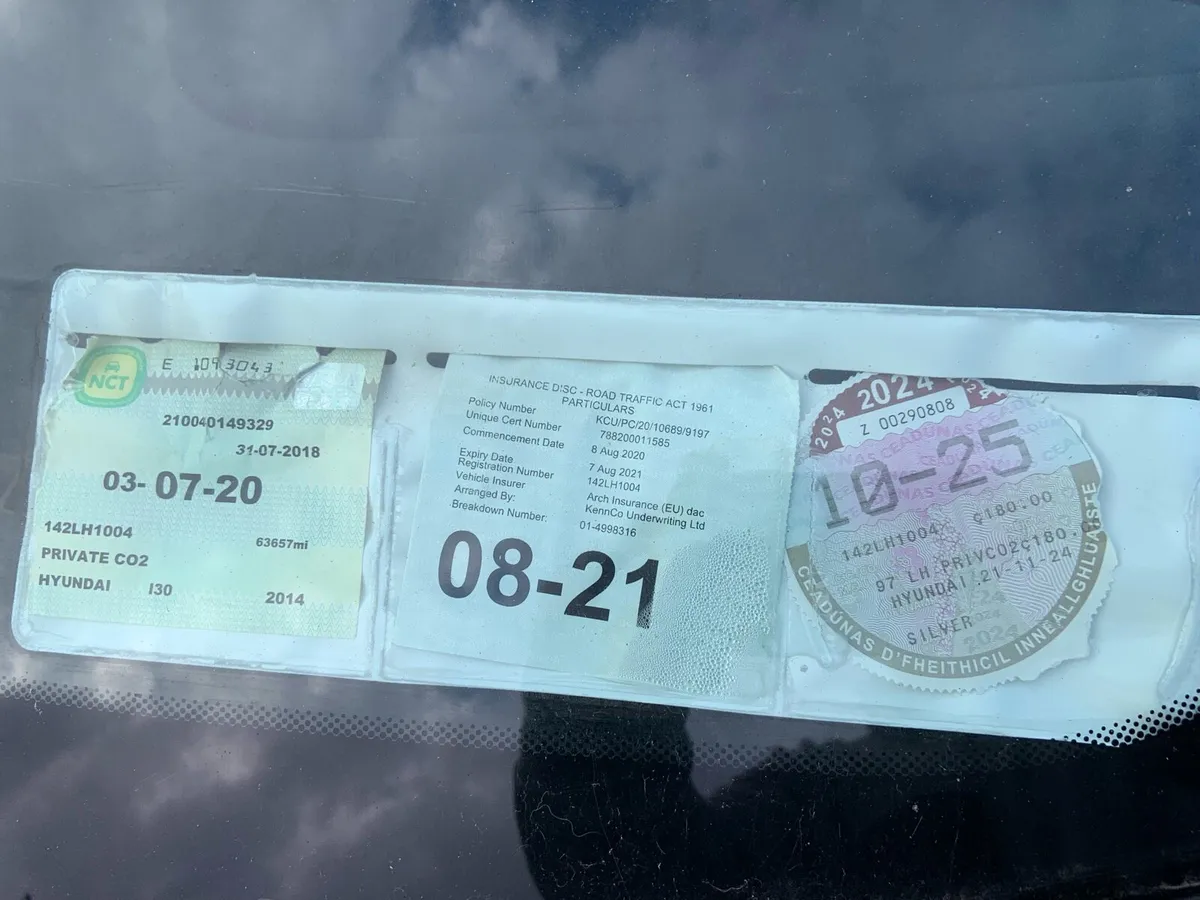 NCT
E 1093043
210040149329
31-07-2018
03-07-20
142LH1004
63657mi
PRIVATE CO2
HYUNDAI I30 2014
INSURANCE DISC - ROAD TRAFFIC ACT 1961
PARTICULARS
Policy Number KCU/PC/20/10689/9197
Unique Cert Number 788200011585
Commencement Date 8 Aug 2020
Expiry Date 7 Aug 2021
Registration Number 142LH1004
Vehicle Insurer Arch Insurance (EU) dac
Arranged By: KennCo Underwriting Ltd
Breakdown Number: 01-4998316
08-21
2024 2024
Z 00290808
10-25
142LH1004 ¢180.00
97 LH PRIVCO2¢180.
HYUNDAI 21-11-24
SILVER
2024
CEADUNAS D'FHEITHICIL INNEALLGHLUAISTE